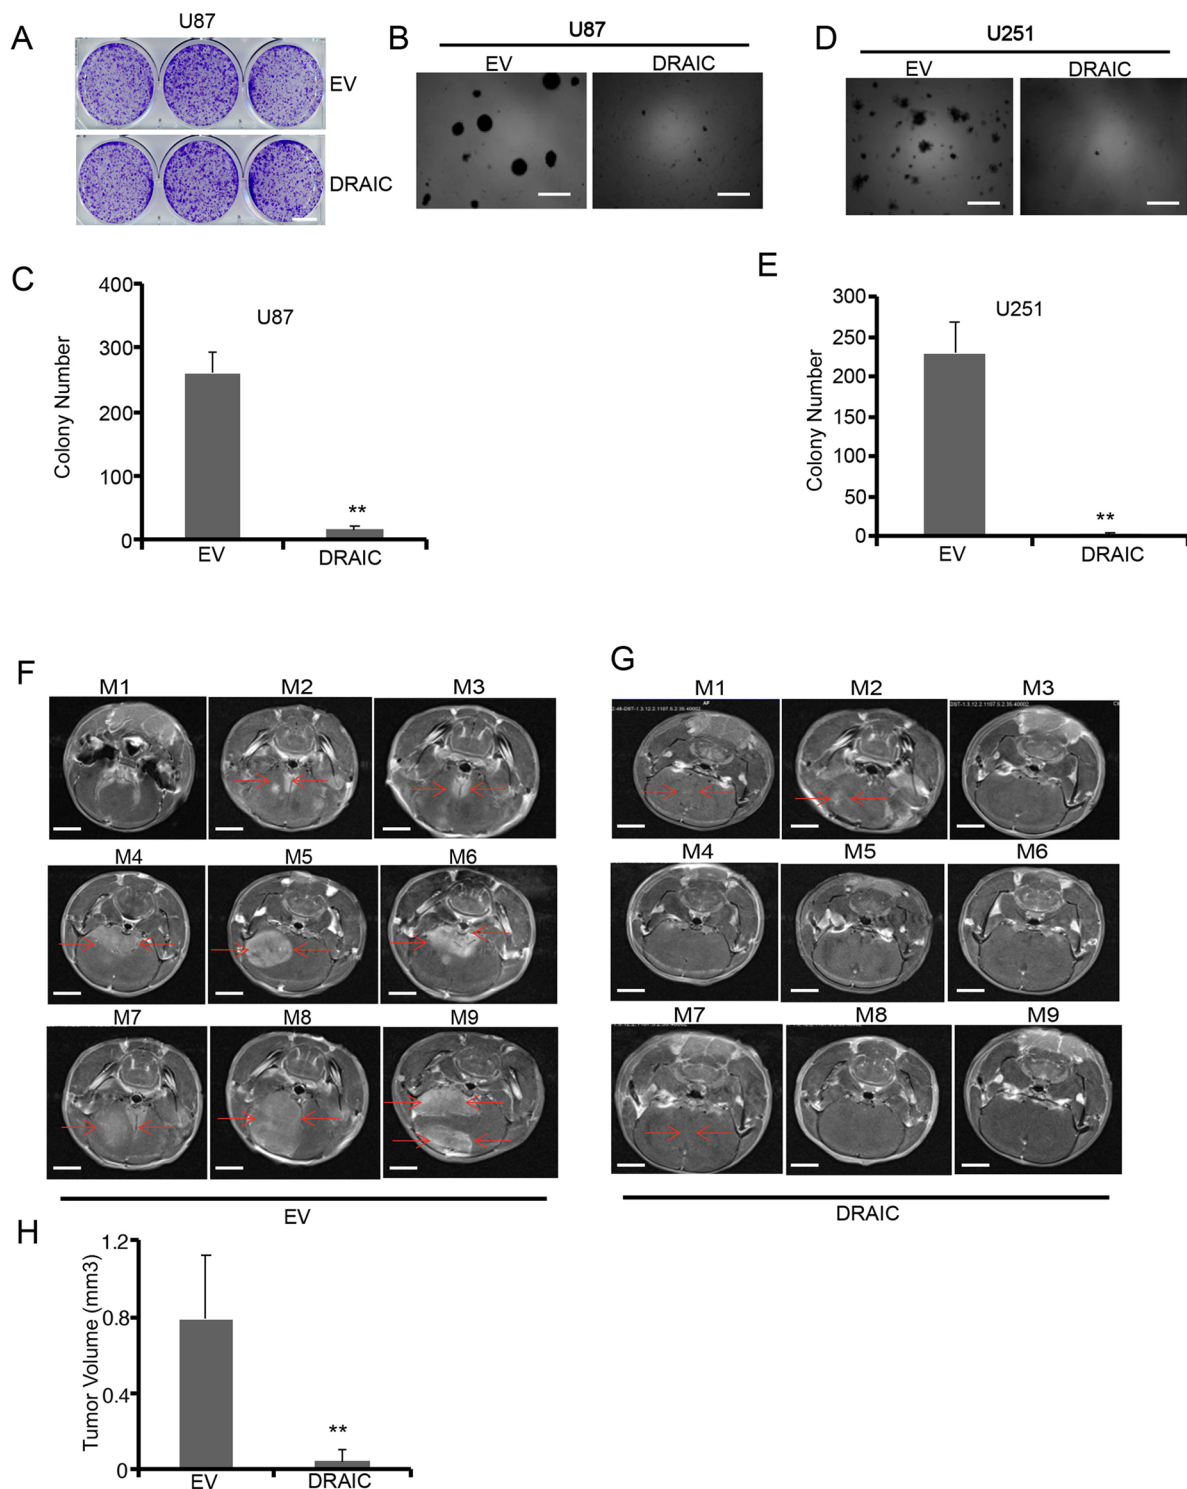 A
U87
EV
DRAIC
B
U87
EV
DRAIC
D
U251
EV
DRAIC
C
400
300
200
100
0
Colony Number
U87
**
EV
DRAIC
E
300
250
200
150
100
50
0
Colony Number
U251
**
EV
DRAIC
F
M1
M2
M3
M4
M5
M6
M7
M8
M9
EV
G
M1
M2
M3
AF
M4
M5
M6
M7
M8
M9
DRAIC
H
1.2
0.8
0.4
0
Tumor Volume (mm3)
**
EV
DRAIC